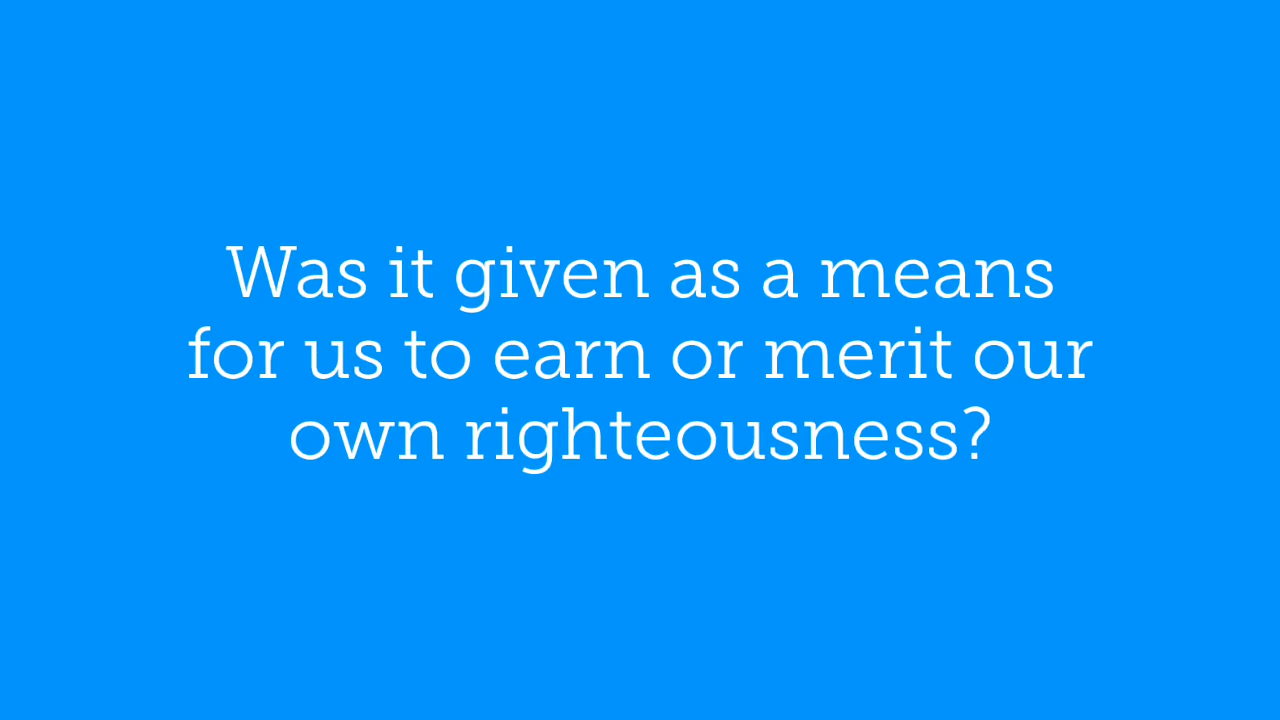 Was it given as a means
for us to earn or merit our
own righteousness?